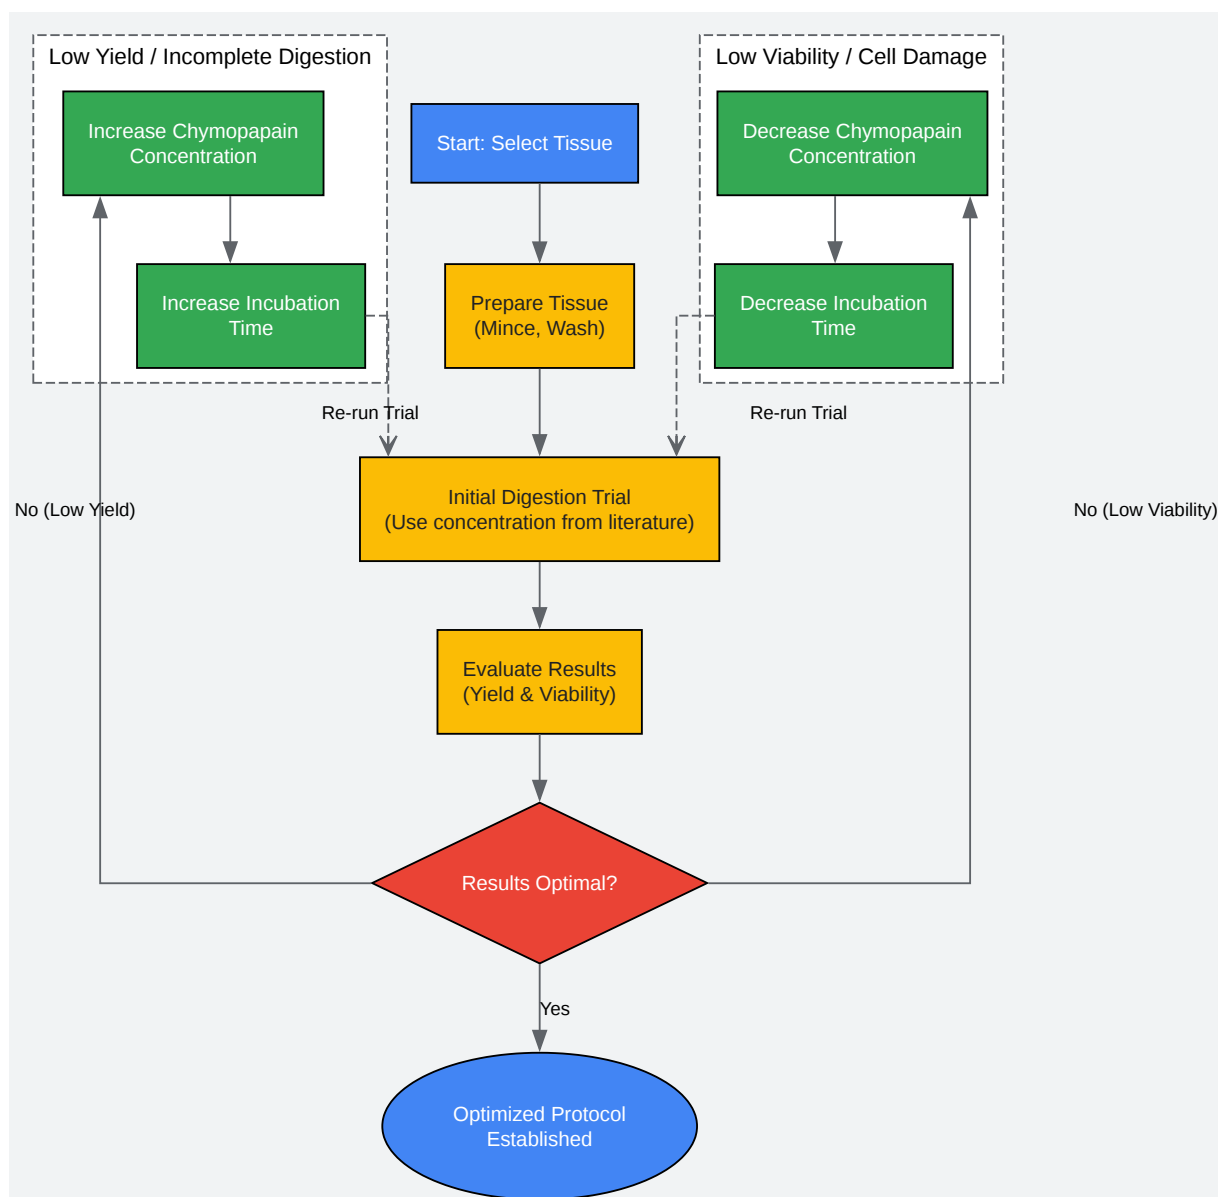 Low Yield / Incomplete Digestion
Increase Chymopapain
Concentration
Increase Incubation
Time
Start: Select Tissue
Prepare Tissue
(Mince, Wash)
Low Viability / Cell Damage
Decrease Chymopapain
Concentration
Decrease Incubation
Time
Re-run Trial
Re-run Trial
No (Low Yield)
Initial Digestion Trial
(Use concentration from literature)
No (Low Viability)
Evaluate Results
(Yield & Viability)
Results Optimal?
Yes
Optimized Protocol
Established